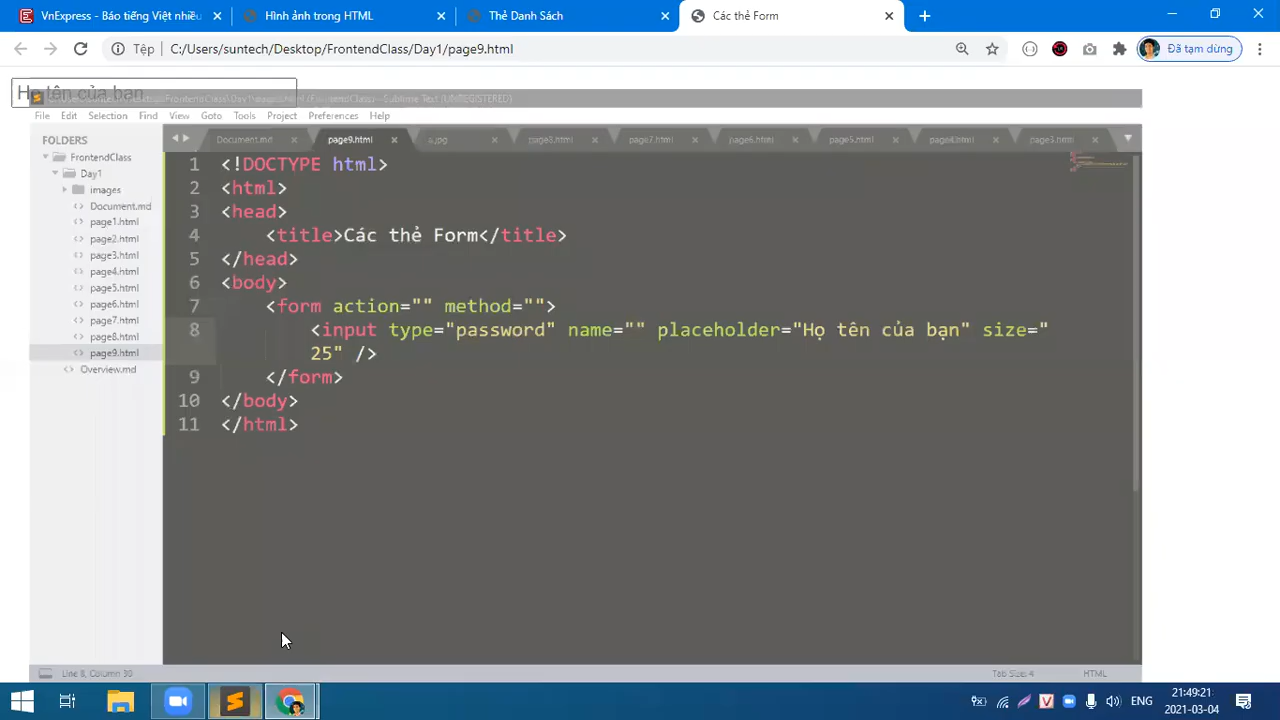 VnExpress - Báo tiếng Việt nhiều
Hình ảnh trong HTML
Thẻ Danh Sách
Các thẻ Form
Tệp
C:/Users/suntech/Desktop/FrontendClass/Day1/page9.html
Đã tạm dừng
Họ tên của bạn
Sublime Text (UNREGISTERED)
File Edit Selection Find View Goto Tools Project Preferences Help
FOLDERS
FrontendClass
Day1
images
Document.md
page1.html
page2.html
page3.html
page4.html
page5.html
page6.html
page7.html
page8.html
page9.html
Overview.md
Document.md page9.html s.jpg page8.html page7.html page6.html page5.html page4.html page3.html
1 <!DOCTYPE html>
2 <html>
3 <head>
4 <title>Các thẻ Form</title>
5 </head>
6 <body>
7 <form action="" method="">
8 <input type="password" name="" placeholder="Họ tên của bạn" size="
25" />
9 </form>
10 </body>
11 </html>
Line 8, Column 30
Tab Size: 4
HTML
ENG
21:49:21
2021-03-04